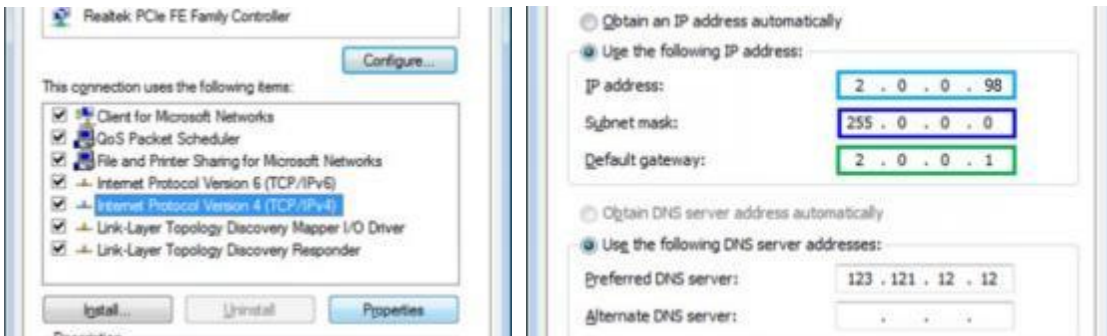 Realtek PCIe FE Family Controller
Configure...
This connection uses the following items:
Client for Microsoft Networks
QoS Packet Scheduler
File and Printer Sharing for Microsoft Networks
Internet Protocol Version 6 (TCP/IPv6)
Internet Protocol Version 4 (TCP/IPv4)
Link-Layer Topology Discovery Mapper I/O Driver
Link-Layer Topology Discovery Responder
Install...
Uninstall
Properties
Obtain an IP address automatically
Use the following IP address:
IP address: 2 . 0 . 0 . 98
Subnet mask: 255 . 0 . 0 . 0
Default gateway: 2 . 0 . 0 . 1
Obtain DNS server address automatically
Use the following DNS server addresses:
Preferred DNS server: 123 . 121 . 12 . 12
Alternate DNS server: . . .